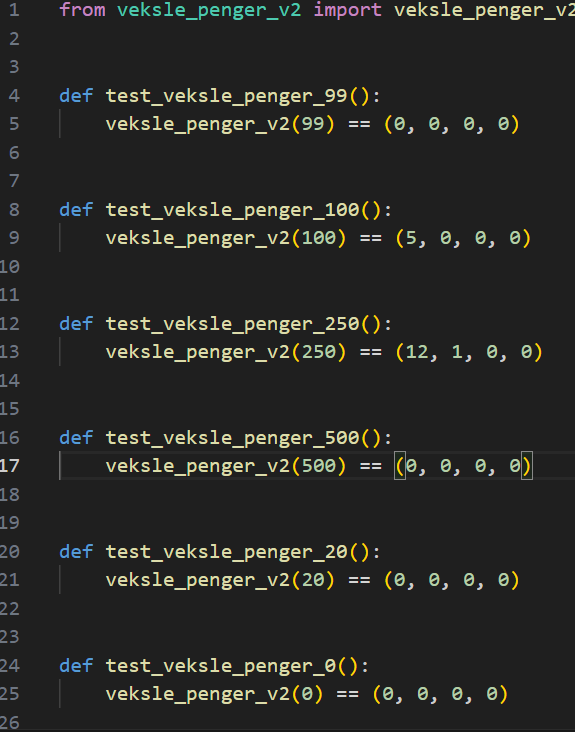 1 from veksle_penger_v2 import veksle_penger_v2
2
3
4 def test_veksle_penger_99():
5 veksle_penger_v2(99) == (0, 0, 0, 0)
6
7
8 def test_veksle_penger_100():
9 veksle_penger_v2(100) == (5, 0, 0, 0)
10
11
12 def test_veksle_penger_250():
13 veksle_penger_v2(250) == (12, 1, 0, 0)
14
15
16 def test_veksle_penger_500():
17 veksle_penger_v2(500) == (0, 0, 0, 0)
18
19
20 def test_veksle_penger_20():
21 veksle_penger_v2(20) == (0, 0, 0, 0)
22
23
24 def test_veksle_penger_0():
25 veksle_penger_v2(0) == (0, 0, 0, 0)
26